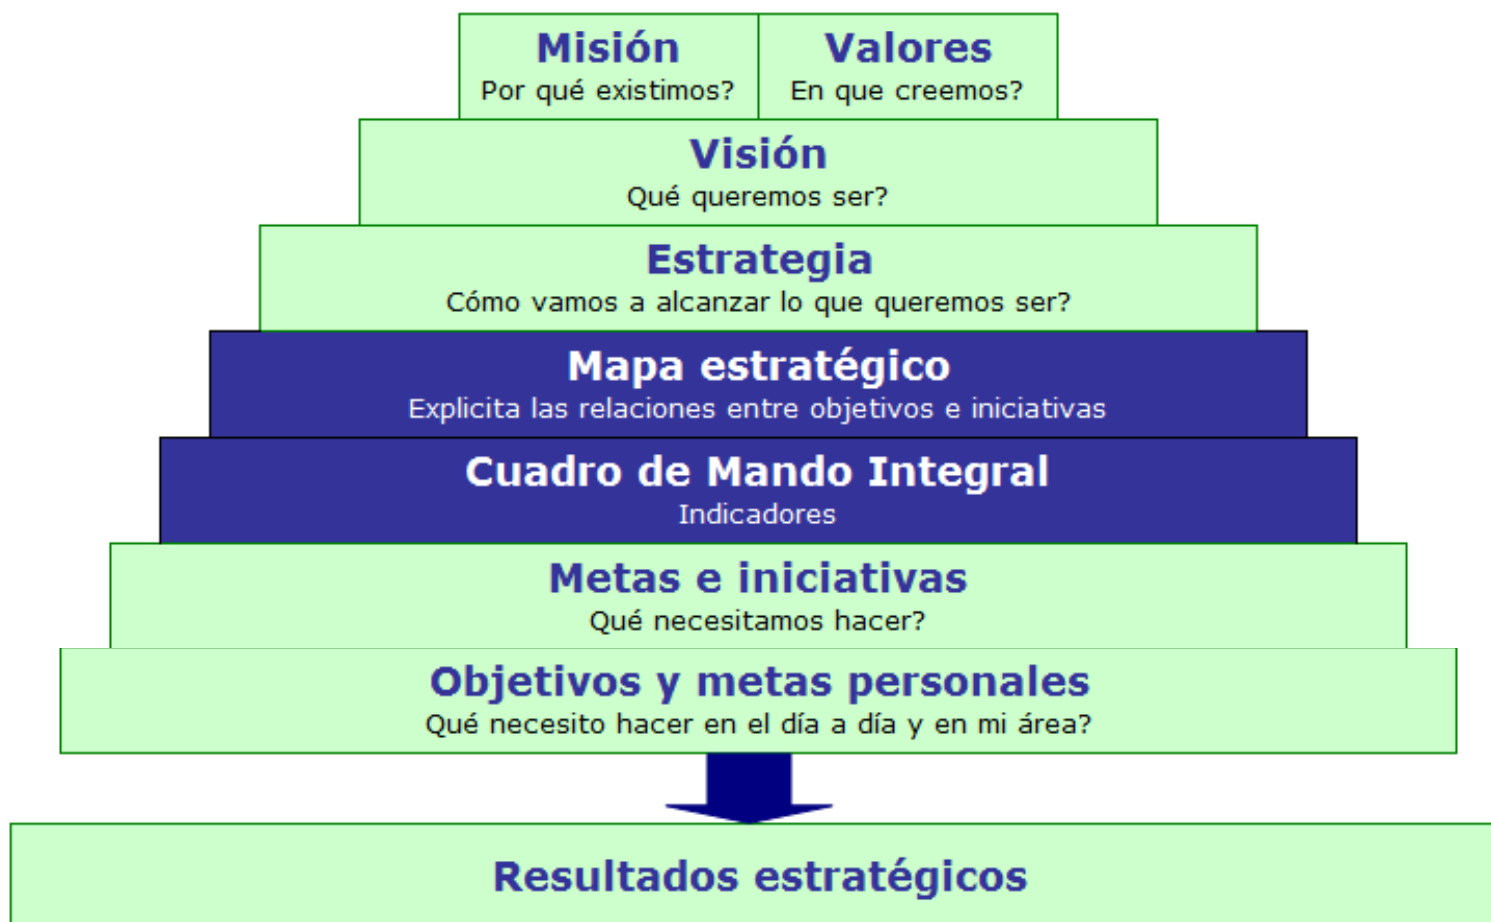 Misión
Por qué existimos?
Valores
En que creemos?
Visión
Qué queremos ser?
Estrategia
Cómo vamos a alcanzar lo que queremos ser?
Mapa estratégico
Explicita las relaciones entre objetivos e iniciativas
Cuadro de Mando Integral
Indicadores
Metas e iniciativas
Qué necesitamos hacer?
Objetivos y metas personales
Qué necesito hacer en el día a día y en mi área?
Resultados estratégicos